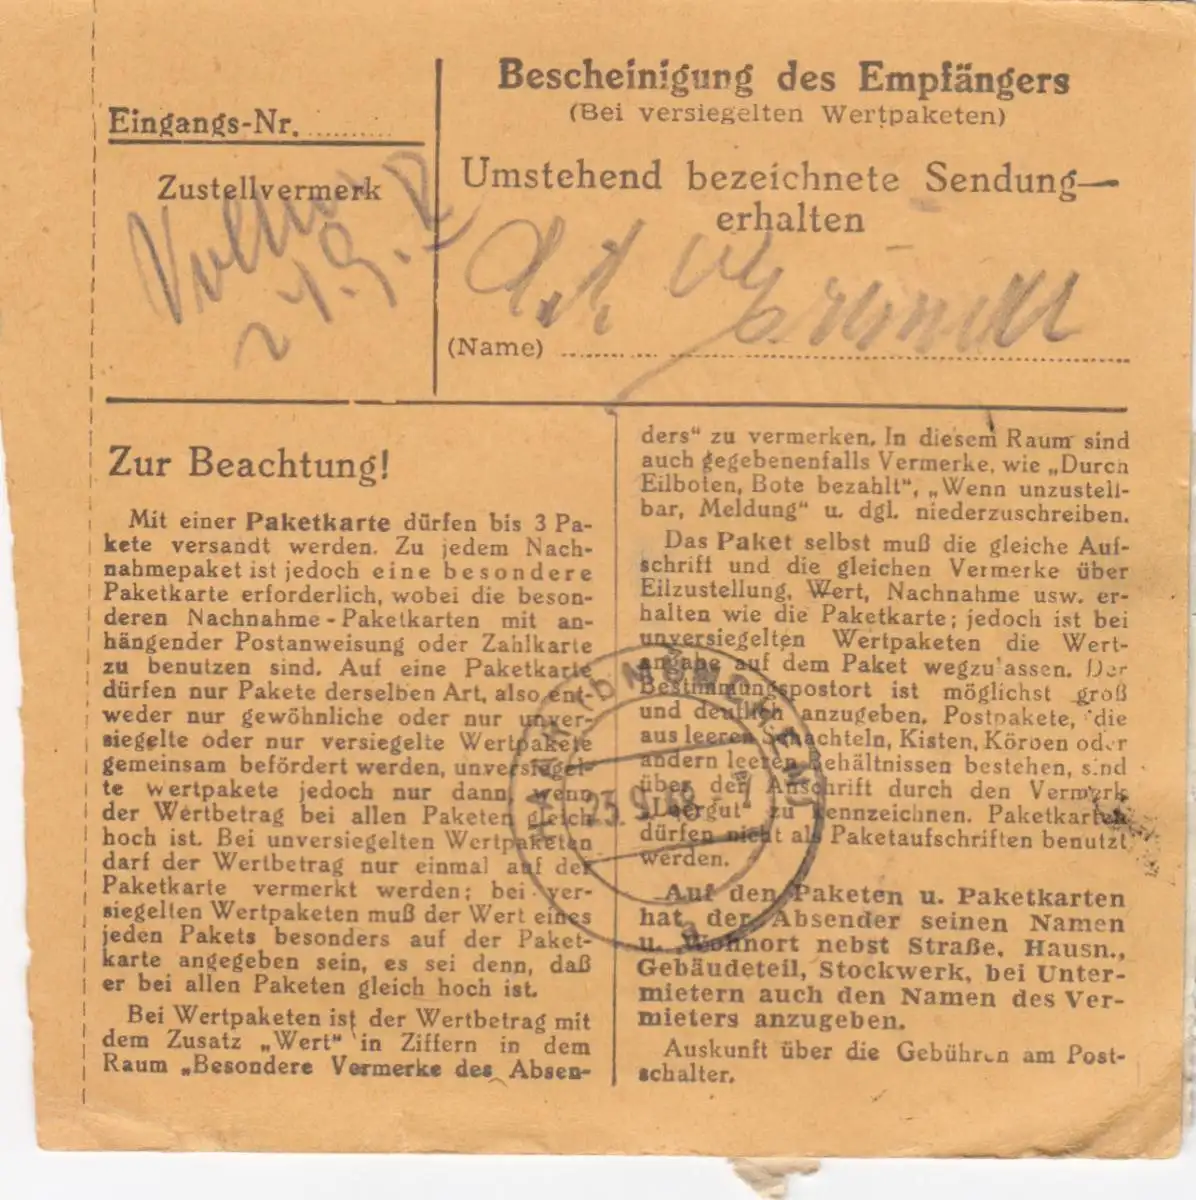 Eingangs-Nr.
Zustellvermerk
Bescheinigung des Empfängers
(Bei versiegelten Wertpaketen)
Umstehend bezeichnete Sendung—
erhalten
(Name)
Zur Beachtung!
Mit einer Paketkarte dürfen bis 3 Pa-
kete versandt werden. Zu jedem Nach-
nahmepaket ist jedoch eine besondere
Paketkarte erforderlich, wobei die beson-
deren Nachnahme-Paketkarten mit an-
hängender Postanweisung oder Zahlkarte
zu benutzen sind. Auf eine Paketkarte
dürfen nur Pakete derselben Art, also ent-
weder nur gewöhnliche oder nur unver-
siegelte oder nur versiegelte Wertpakete
gemeinsam befördert werden, unversiegel-
te Wertpakete jedoch nur dann, wenn
der Wertbetrag bei allen Paketen gleich
hoch ist. Bei unversiegelten Wertpaketen
darf der Wertbetrag nur einmal auf der
Paketkarte vermerkt werden; bei ver-
siegelten Wertpaketen muß der Wert eines
jeden Pakets besonders auf der Paket-
karte angegeben sein, es sei denn, daß
er bei allen Paketen gleich hoch ist.
Bei Wertpaketen ist der Wertbetrag mit
dem Zusatz „Wert" in Ziffern in dem
Raum „Besondere Vermerke des Absen-
ders" zu vermerken. In diesem Raum sind
auch gegebenenfalls Vermerke, wie „Durch
Eilboten, Bote bezahlt", „Wenn unzustell-
bar, Meldung" u. dgl. niederzuschreiben.
Das Paket selbst muß die gleiche Auf-
schrift und die gleichen Vermerke über
Eilzustellung, Wert, Nachnahme usw. er-
halten wie die Paketkarte; jedoch ist bei
unversiegelten Wertpaketen die Wert-
angabe auf dem Paket wegzulassen. Der
Bestimmungspostort ist möglichst groß
und deutlich anzugeben. Postpakete, die
aus leeren Schachteln, Kisten, Körben oder
andern leeren Behältnissen bestehen, sind
über der Anschrift durch den Vermerk
„Leergut" zu kennzeichnen. Paketkarten
dürfen nicht als Paketaufschriften benutzt
werden.
Auf den Paketen u. Paketkarten
hat der Absender seinen Namen
u. Wohnort nebst Straße, Hausn.,
Gebäudeteil, Stockwerk, bei Unter-
mietern auch den Namen des Ver-
mieters anzugeben.
Auskunft über die Gebühren am Post-
schalter.
HAAR (b MÜNCHEN)
25.9.48
a